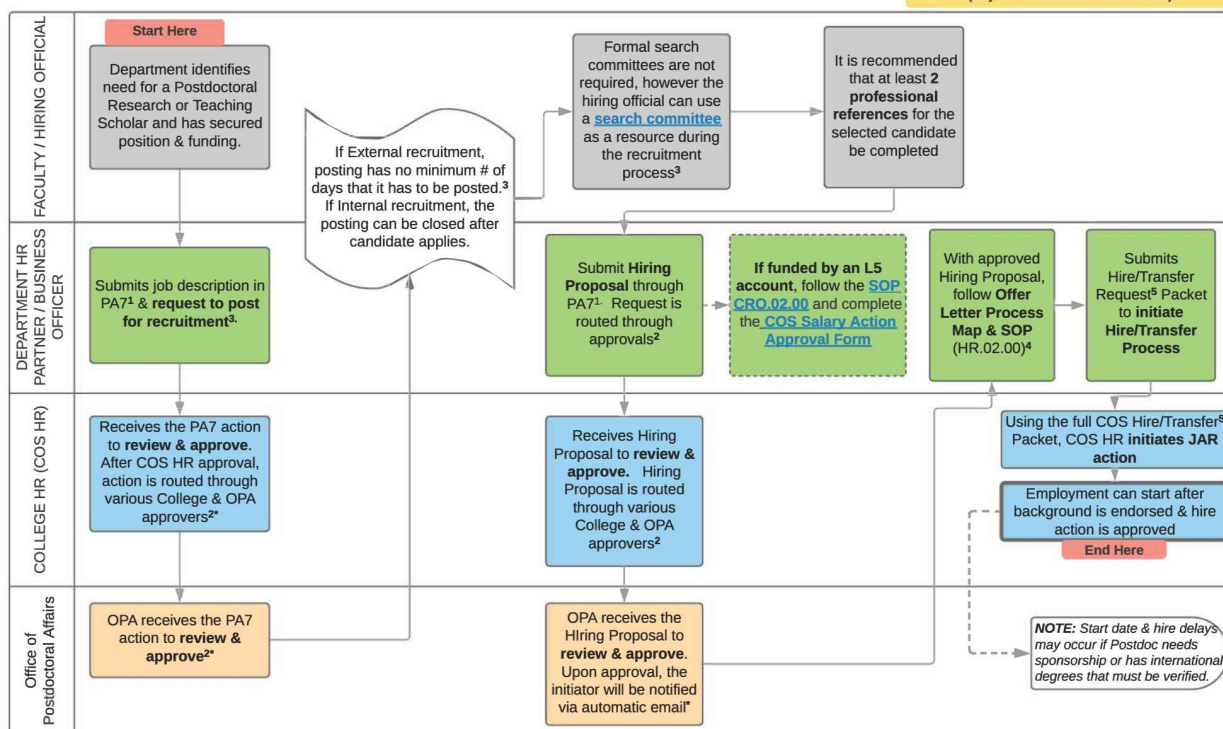 Start Here
Department identifies
need for a Postdoctoral
Research or Teaching
Scholar and has secured
position & funding.
If External recruitment,
posting has no minimum # of
days that it has to be posted.3
If Internal recruitment, the
posting can be closed after
candidate applies.
Formal search
committees are not
required, however the
hiring official can use
a search committee
as a resource during
the recruitment
process3
It is recommended
that at least 2
professional
references for the
selected candidate
be completed
FACULTY / HIRING OFFICIAL
DEPARTMENT HR
PARTNER / BUSINESS
OFFICER
Submits job description in
PA71 & request to post
for recruitment3.
Submit Hiring
Proposal through
PA71. Request is
routed through
approvals2
If funded by an L5
account, follow the SOP
CRO.02.00 and complete
the COS Salary Action
Approval Form
With approved
Hiring Proposal,
follow Offer
Letter Process
Map & SOP
(HR.02.00)4
Submits
Hire/Transfer
Request5 Packet
to initiate
Hire/Transfer
Process
COLLEGE HR (COS HR)
Receives the PA7 action
to review & approve.
After COS HR approval,
action is routed through
various College & OPA
approvers2*
Receives Hiring
Proposal to review &
approve. Hiring
Proposal is routed
through various
College & OPA
approvers2
Using the full COS Hire/Transfer5
Packet, COS HR initiates JAR
action
Employment can start after
background is endorsed & hire
action is approved
End Here
Office of
Postdoctoral Affairs
OPA receives the PA7
action to review &
approve2*
OPA receives the
HIring Proposal to
review & approve.
Upon approval, the
initiator will be notified
via automatic email*
NOTE: Start date & hire delays
may occur if Postdoc needs
sponsorship or has international
degrees that must be verified.